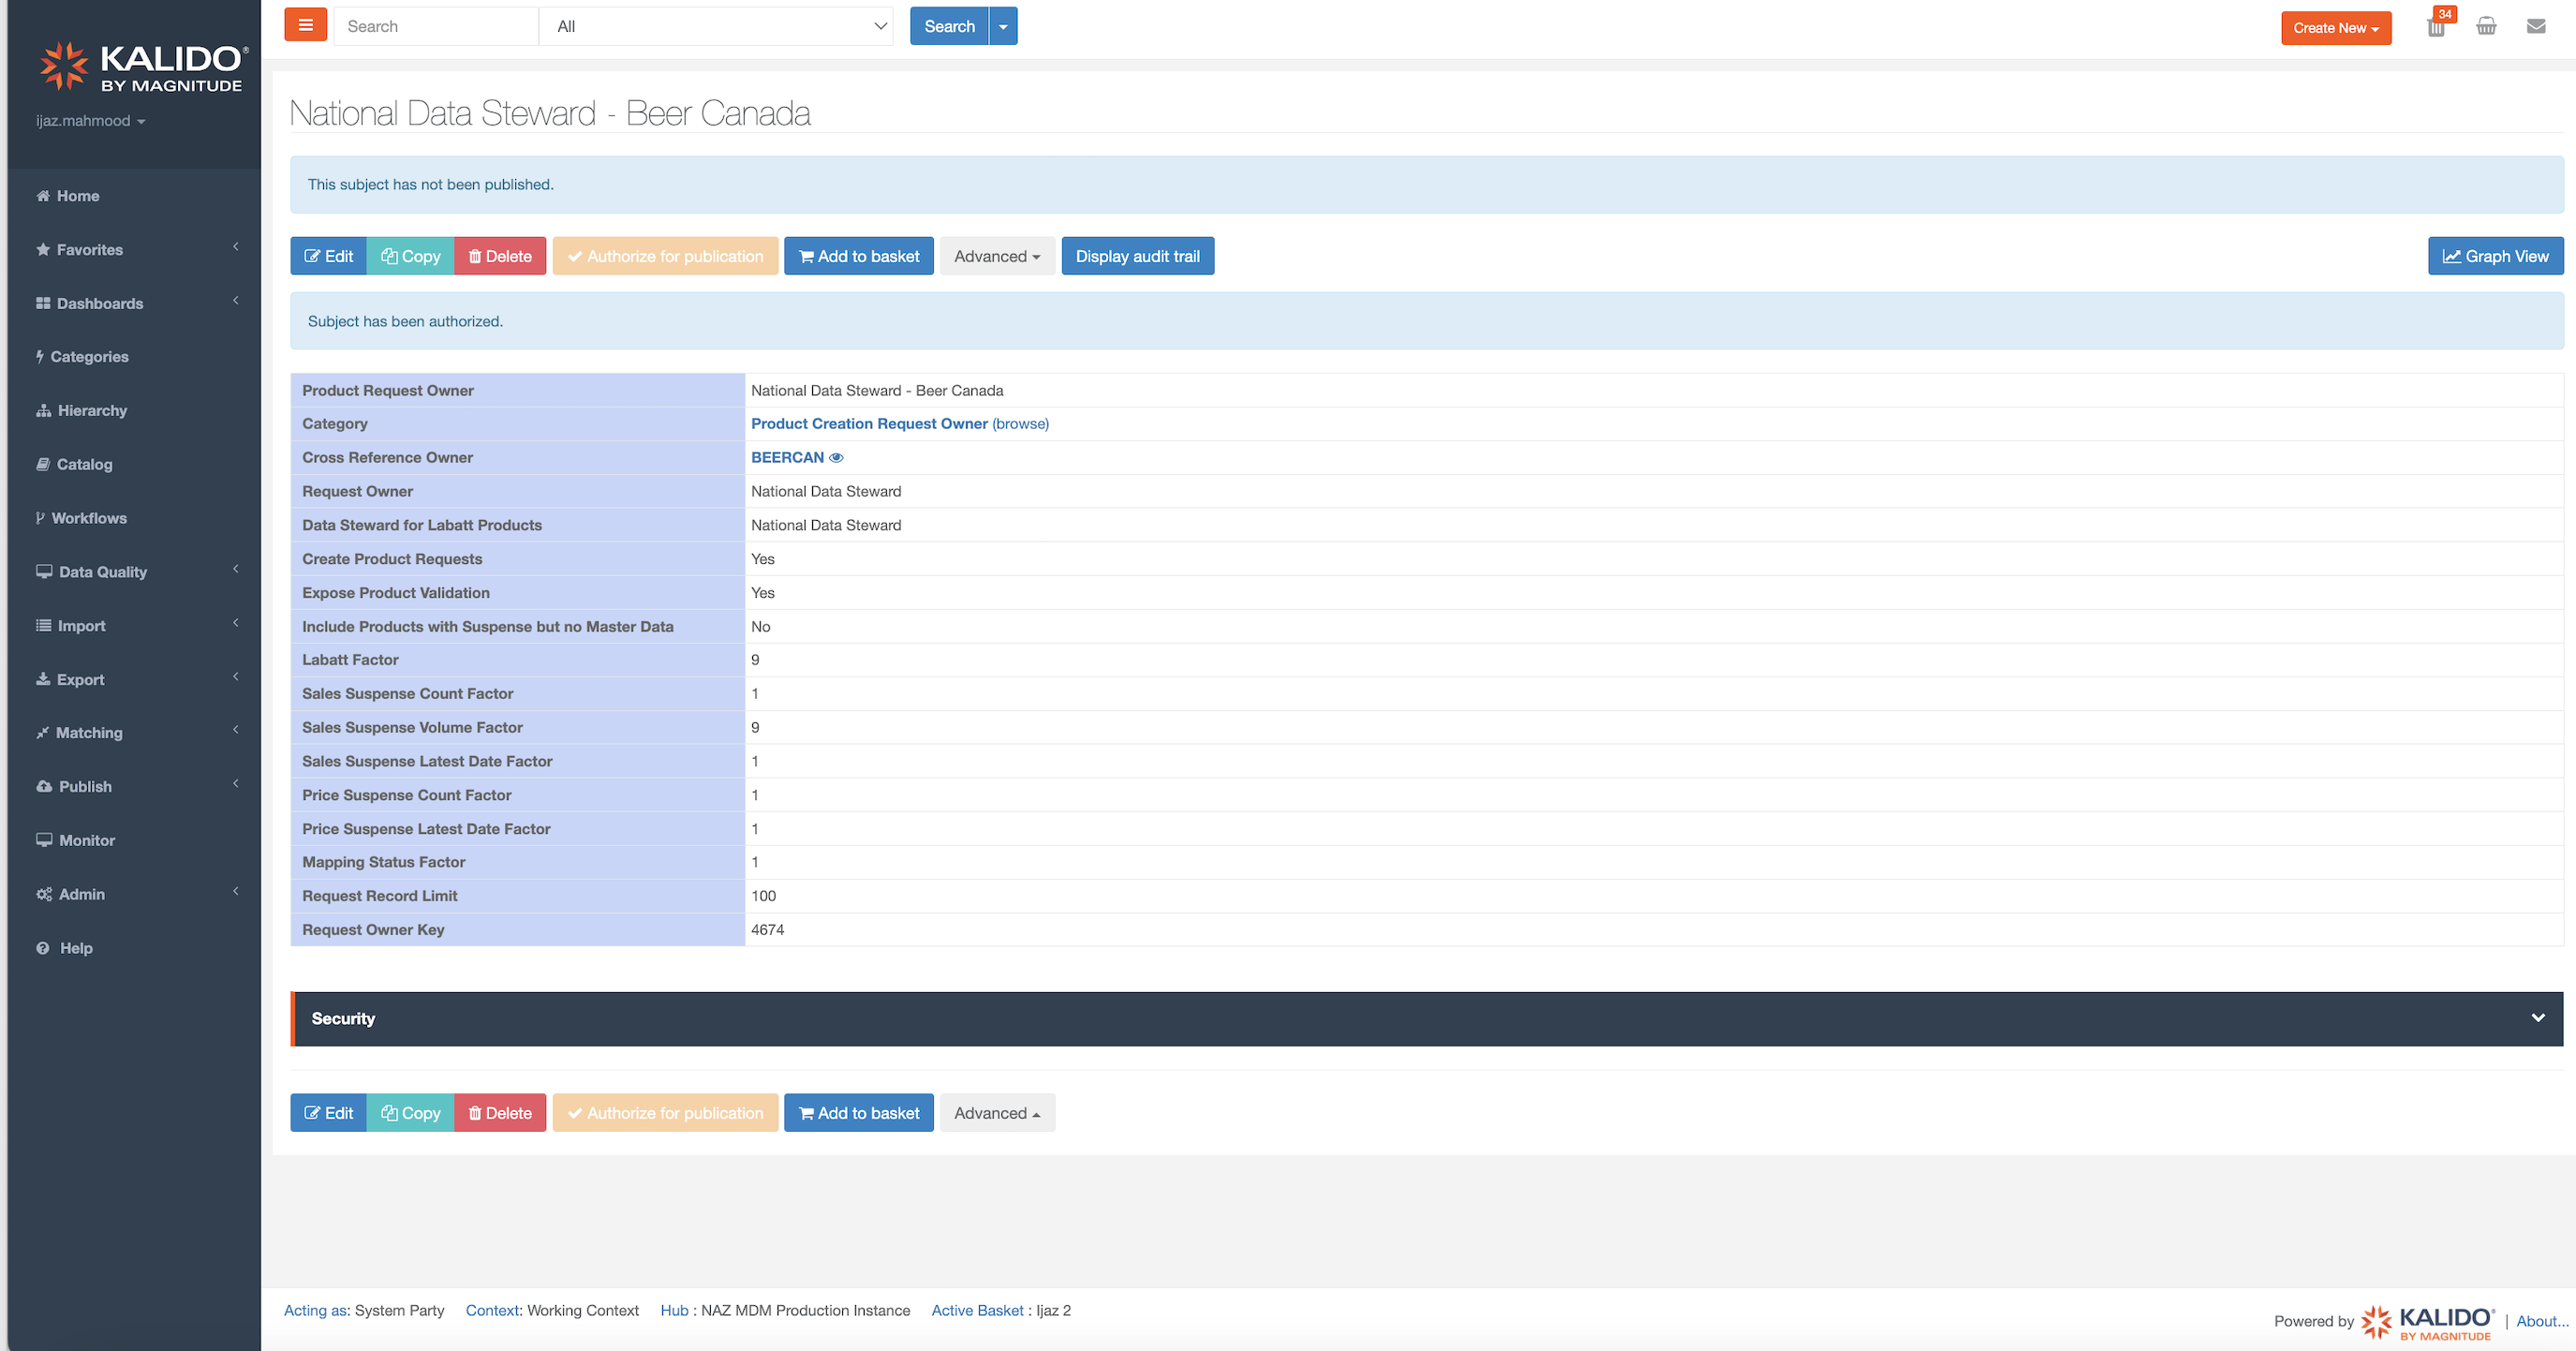 KALIDO®
BY MAGNITUDE
ijaz.mahmood
Home
Favorites
Dashboards
Categories
Hierarchy
Catalog
Workflows
Data Quality
Import
Export
Matching
Publish
Monitor
Admin
Help
Search All Search Create New 34
National Data Steward - Beer Canada
This subject has not been published.
Edit Copy Delete Authorize for publication Add to basket Advanced Display audit trail Graph View
Subject has been authorized.
Product Request Owner National Data Steward - Beer Canada
Category Product Creation Request Owner (browse)
Cross Reference Owner BEERCAN
Request Owner National Data Steward
Data Steward for Labatt Products National Data Steward
Create Product Requests Yes
Expose Product Validation Yes
Include Products with Suspense but no Master Data No
Labatt Factor 9
Sales Suspense Count Factor 1
Sales Suspense Volume Factor 9
Sales Suspense Latest Date Factor 1
Price Suspense Count Factor 1
Price Suspense Latest Date Factor 1
Mapping Status Factor 1
Request Record Limit 100
Request Owner Key 4674
Security
Edit Copy Delete Authorize for publication Add to basket Advanced
Acting as: System Party Context: Working Context Hub : NAZ MDM Production Instance Active Basket : Ijaz 2
Powered by KALIDO® BY MAGNITUDE | About...